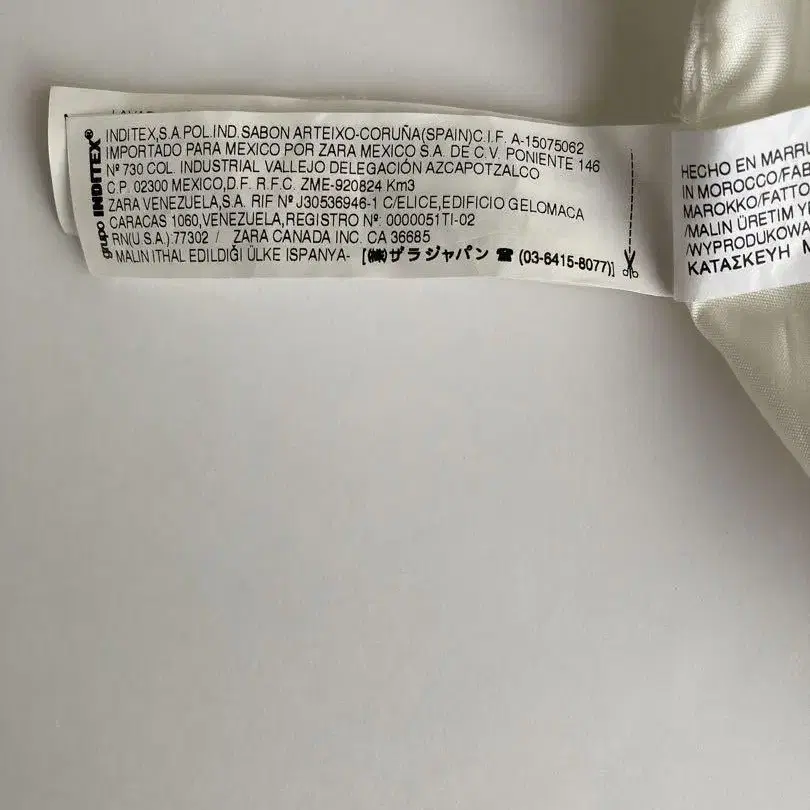 grupo INDITEX®
INDITEX,S.A POL.IND. SABON ARTEIXO-CORUÑA(SPAIN)C.I.F. A-15075062
IMPORTADO PARA MEXICO POR ZARA MEXICO S.A. DE C.V. PONIENTE 146
Nº 730 COL. INDUSTRIAL VALLEJO DELEGACIÓN AZCAPOTZALCO
C.P. 02300 MEXICO,D.F. R.F.C. ZME-920824 Km3
ZARA VENEZUELA,S.A. RIF Nº J30536946-1 C/ELICE,EDIFICIO GELOMACA
CARACAS 1060,VENEZUELA,REGISTRO Nº: 0000051TI-02
RN(U.S.A.):77302 / ZARA CANADA INC. CA 36685
MALIN ITHAL EDILDIĞI ÜLKE ISPANYA- [㈱ザラジャパン ☎ (03-6415-8077)]
HECHO EN MARRU
IN MOROCCO/FAB
MAROKKO/FATTO
/MALIN ÜRETIM YE
/WYPRODUKOWA
ΚΑΤΑΣΚΕΥΗ Μ